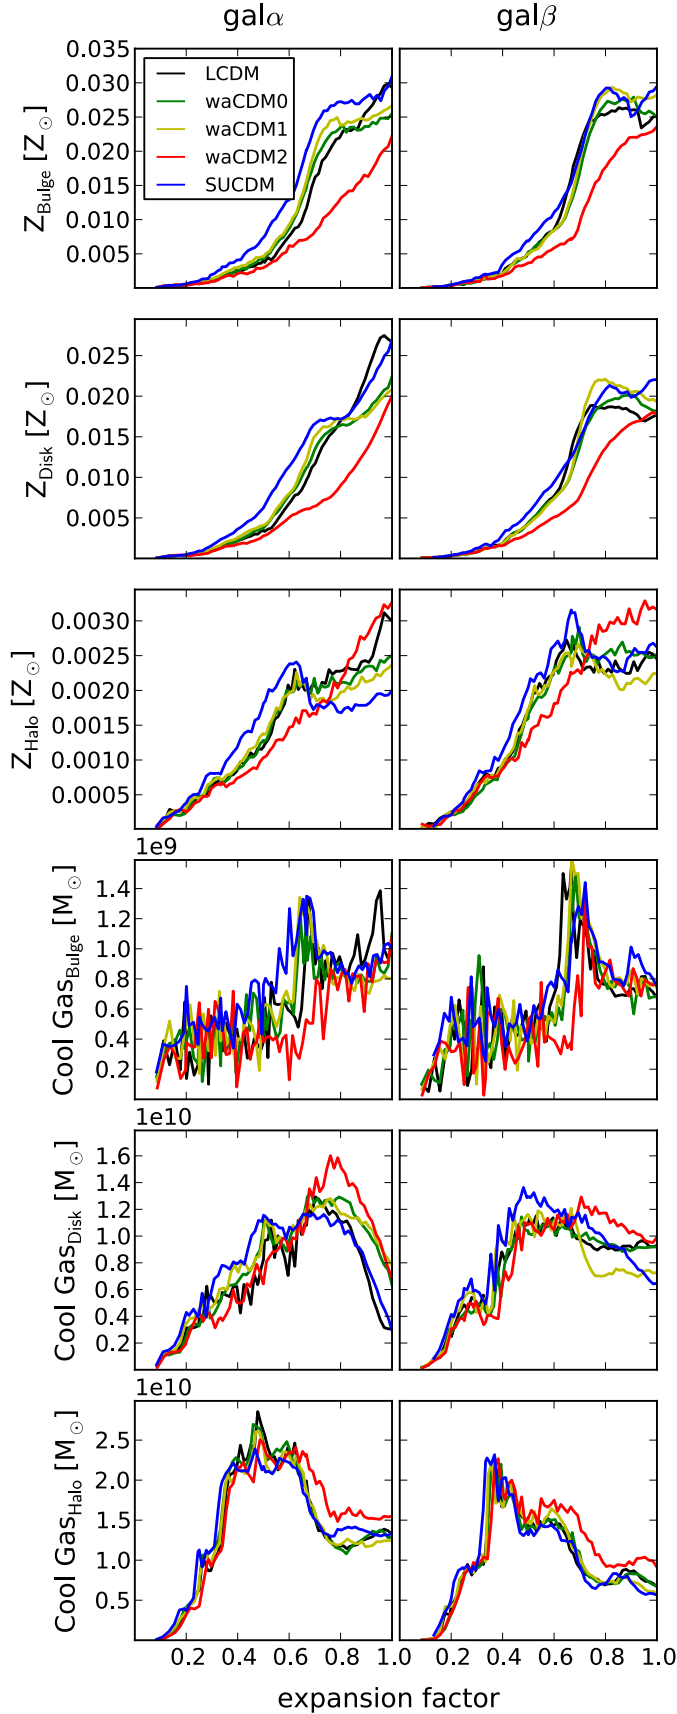 galα galβ
Z_Bulge [Z_⊙]
0.035
0.030
0.025
0.020
0.015
0.010
0.005
LCDM
waCDM0
waCDM1
waCDM2
SUCDM
Z_Disk [Z_⊙]
0.025
0.020
0.015
0.010
0.005
Z_Halo [Z_⊙]
0.0030
0.0025
0.0020
0.0015
0.0010
0.0005
1e9
Cool Gas_Bulge [M_⊙]
1.4
1.2
1.0
0.8
0.6
0.4
0.2
1e10
Cool Gas_Disk [M_⊙]
1.6
1.4
1.2
1.0
0.8
0.6
0.4
0.2
1e10
Cool Gas_Halo [M_⊙]
2.5
2.0
1.5
1.0
0.5
0.2 0.4 0.6 0.8 1.0 0.2 0.4 0.6 0.8 1.0
expansion factor